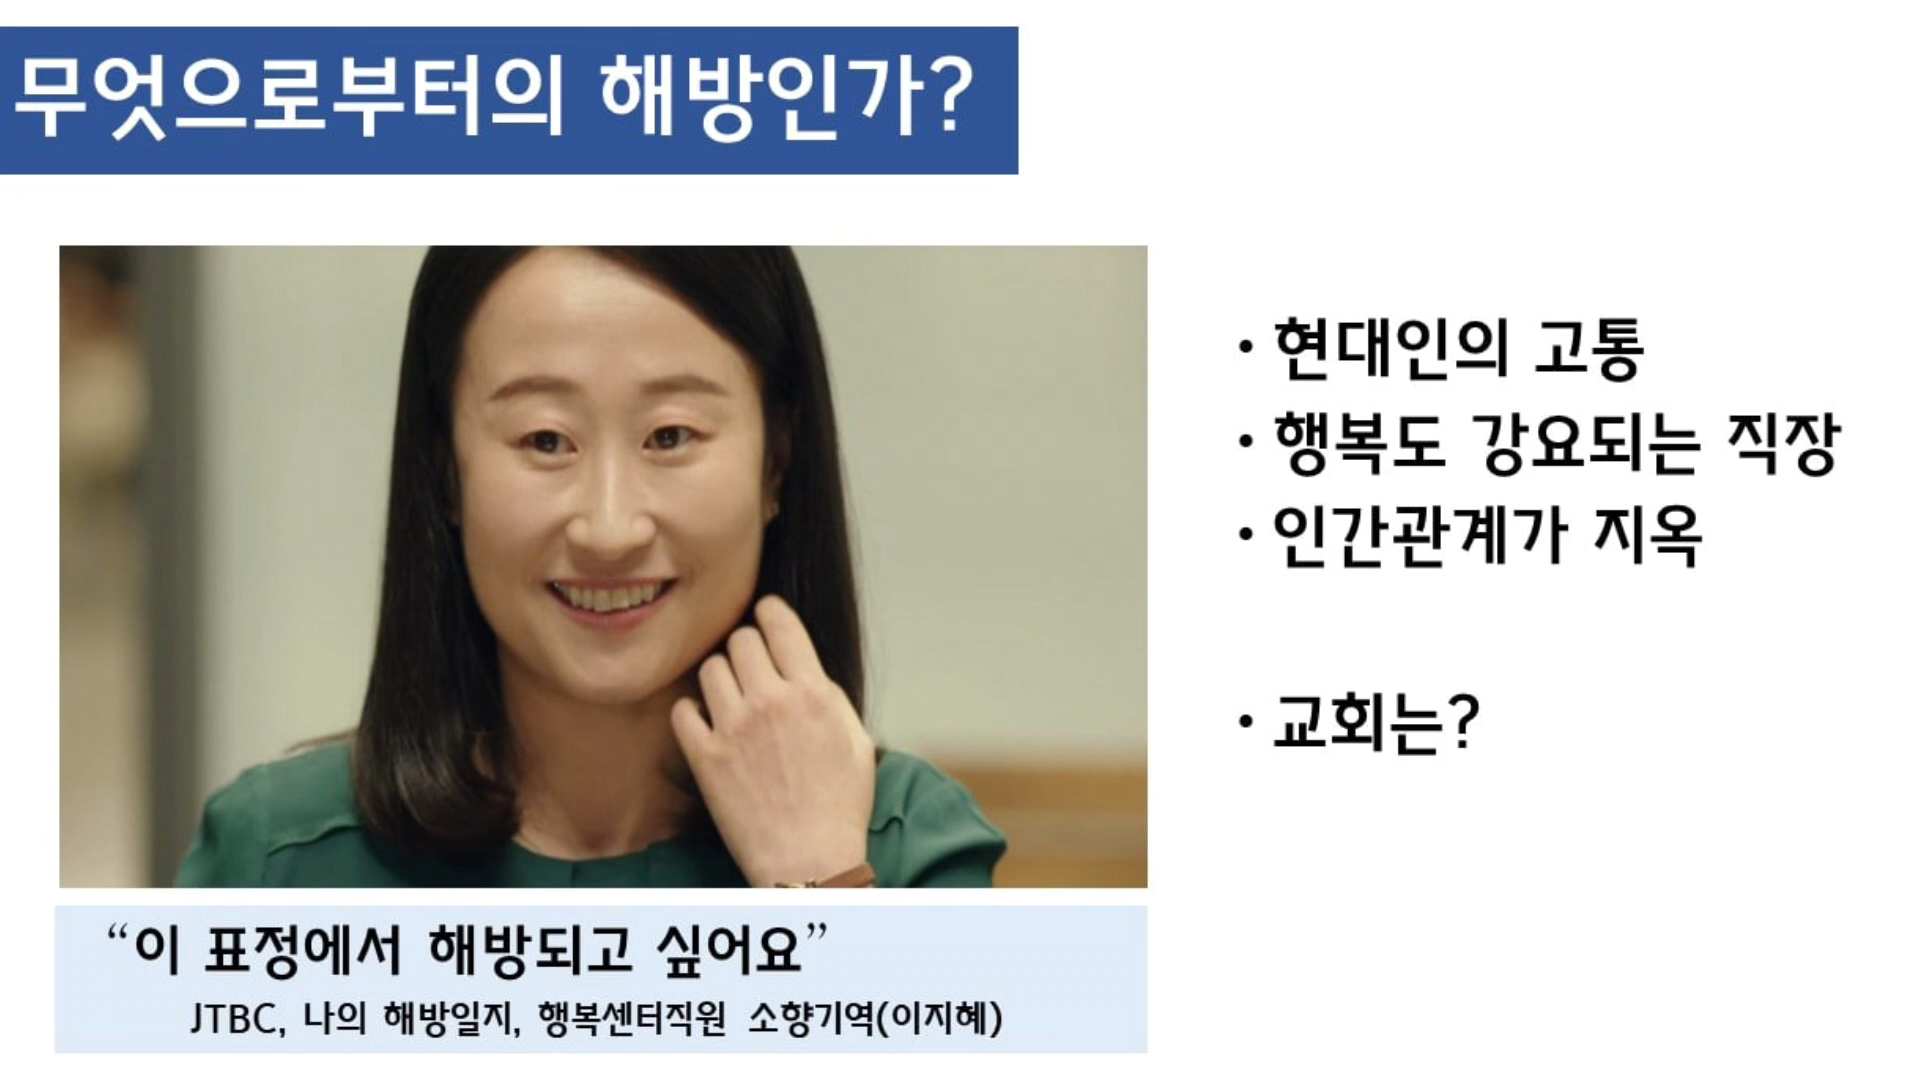 무엇으로부터의 해방인가?
• 현대인의 고통
• 행복도 강요되는 직장
• 인간관계가 지옥
• 교회는?
“이 표정에서 해방되고 싶어요”
JTBC, 나의 해방일지, 행복센터직원 소향기역(이지혜)